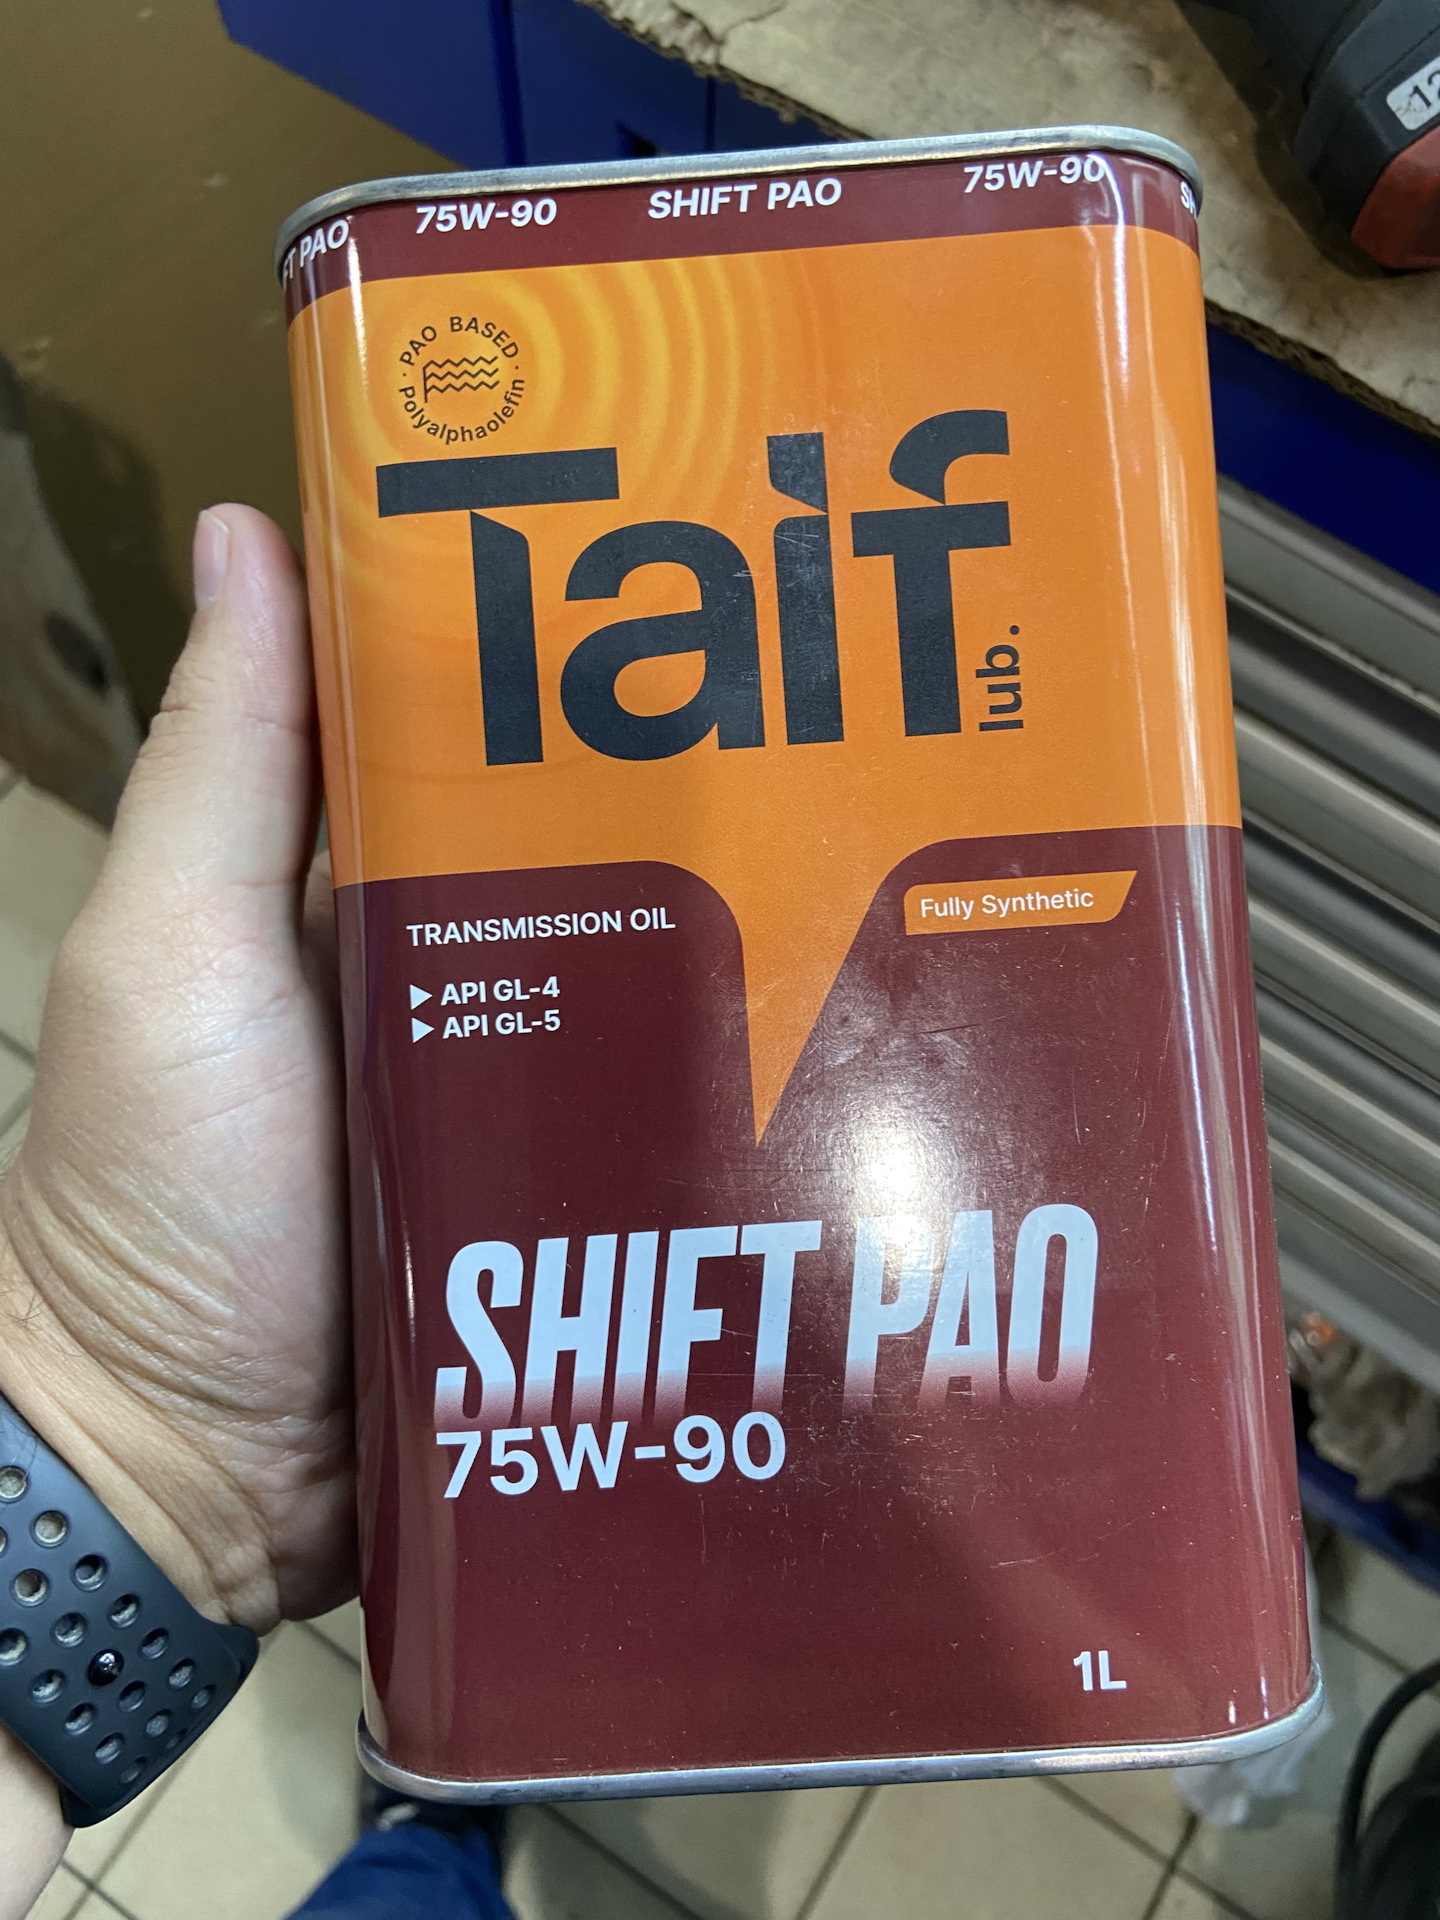 75W-90 SHIFT PAO 75W-90
FT PAO
PAO BASED
Polyalphaolefin
Taif
lub.
Fully Synthetic
TRANSMISSION OIL
API GL-4
API GL-5
SHIFT PAO
75W-90
1L